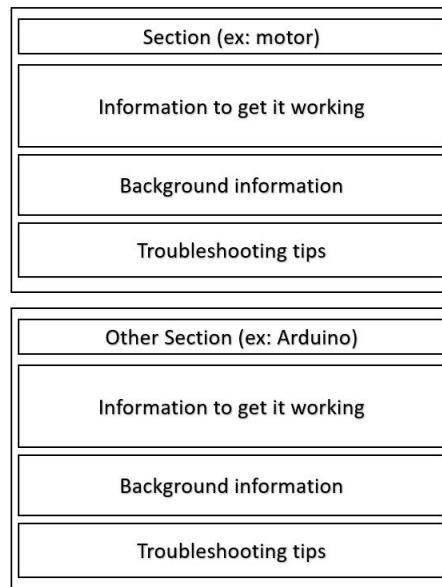 Section (ex: motor)
Information to get it working
Background information
Troubleshooting tips
Other Section (ex: Arduino)
Information to get it working
Background information
Troubleshooting tips